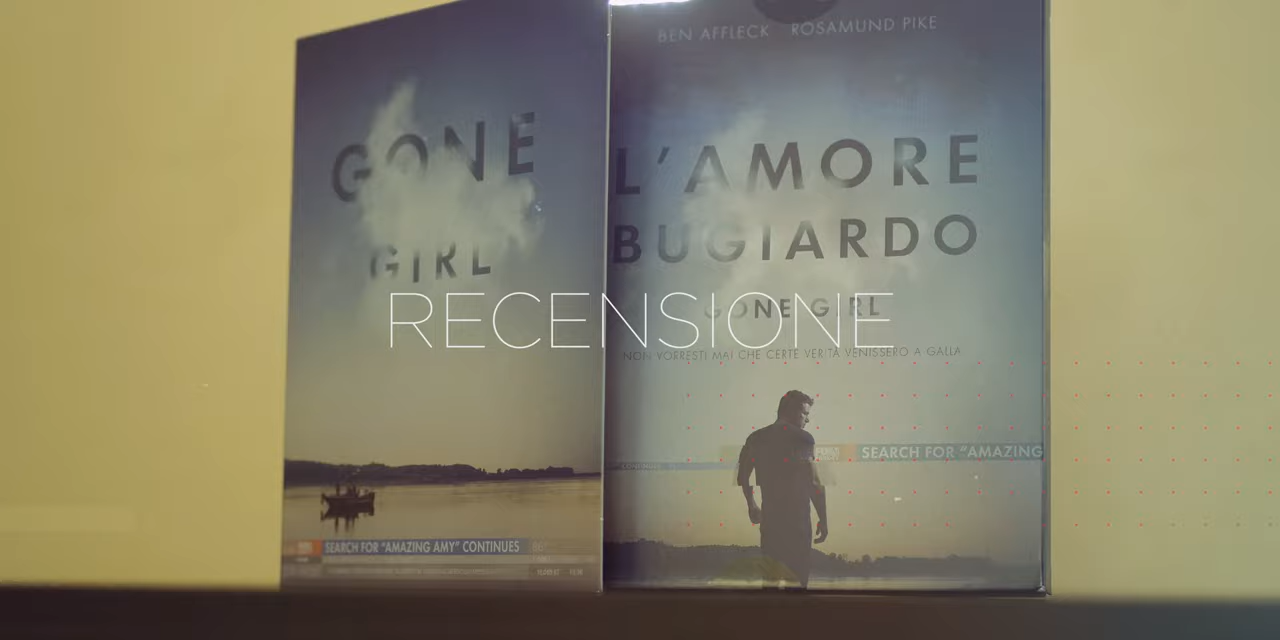 BEN AFFLECK ROSAMUND PIKE
GONE
GIRL
L'AMORE
BUGIARDO
GONE GIRL
RECENSIONE
NON VORRESTI MAI CHE CERTE VERITÀ VENISSERO A GALLA
SEARCH FOR "AMAZING
SEARCH FOR "AMAZING AMY" CONTINUES